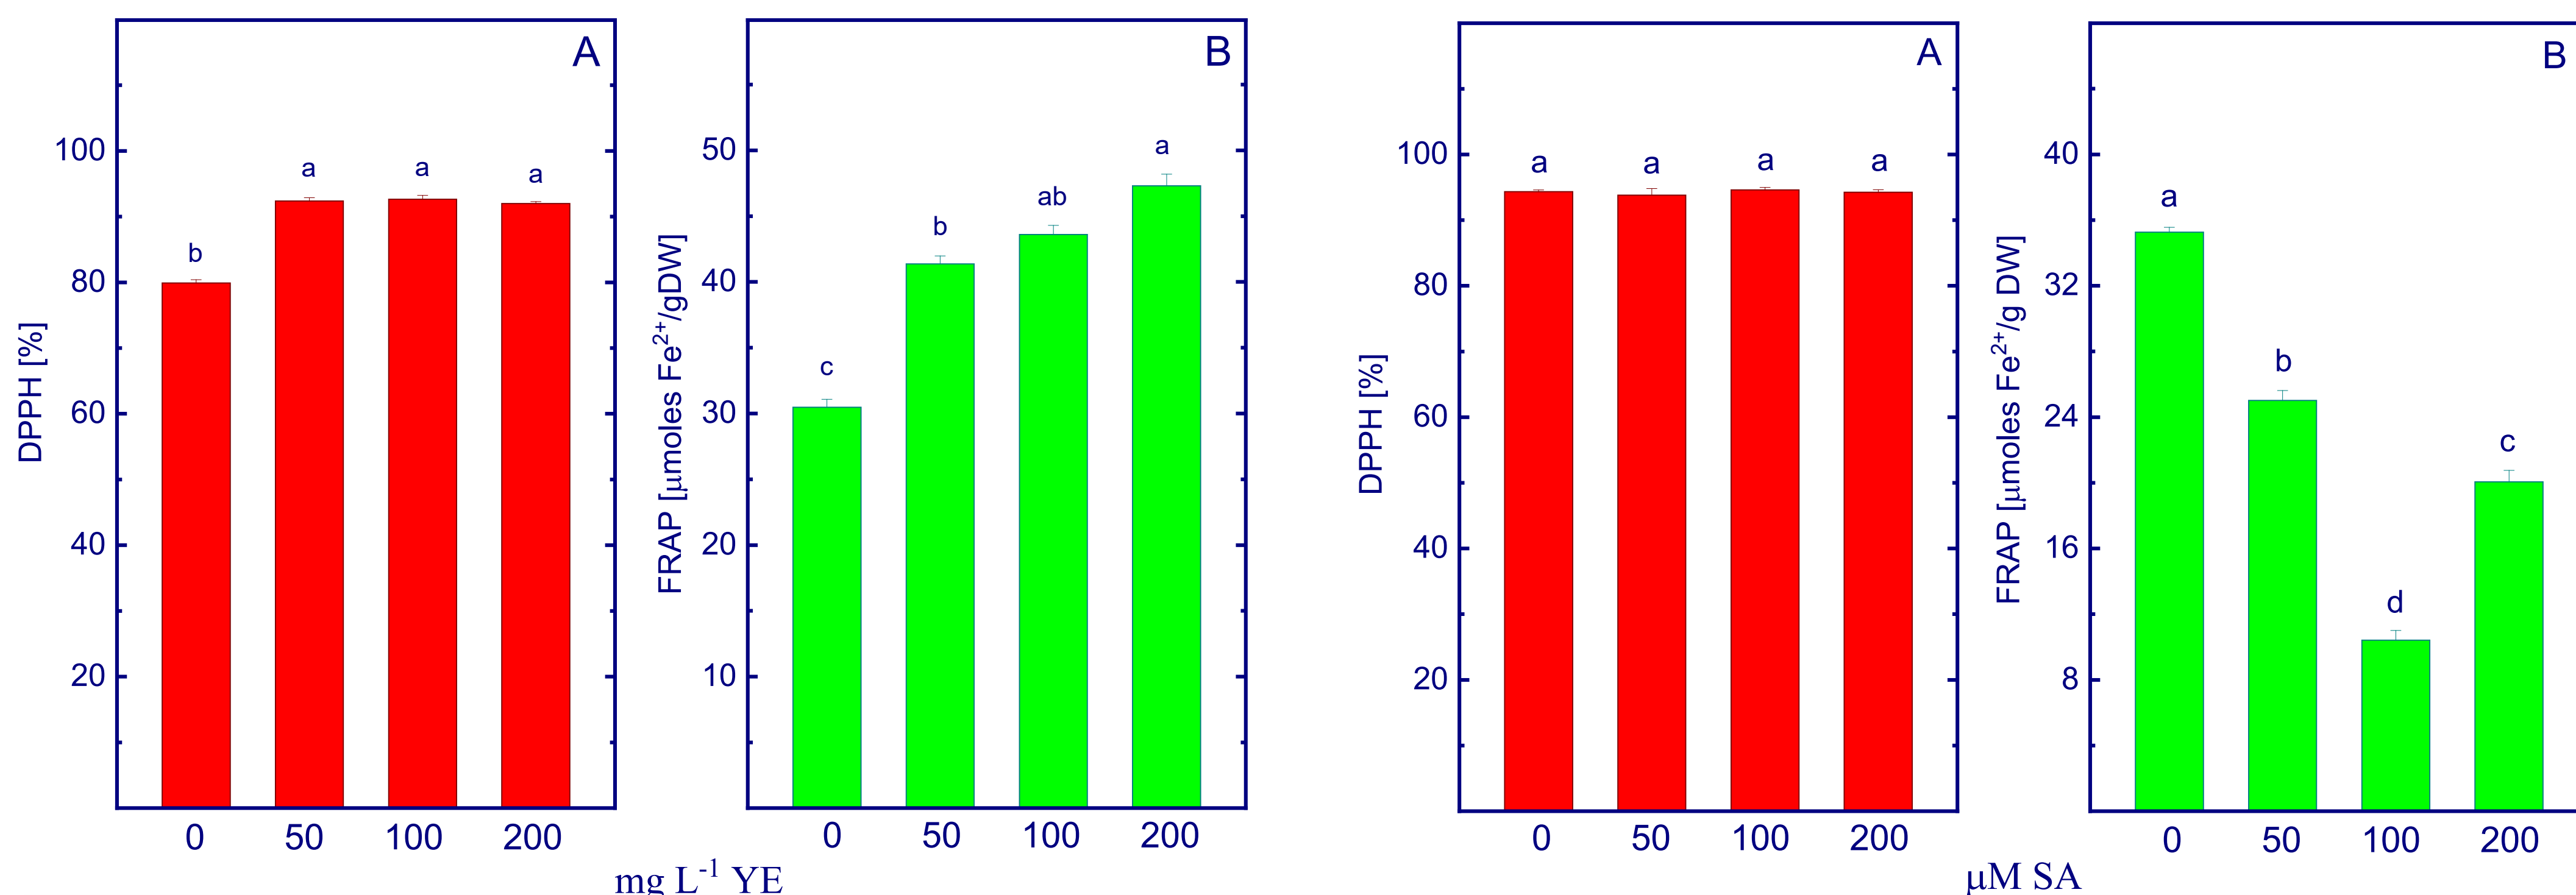 A
DPPH [%]
100
80
60
40
20
b
a
a
a
0 50 100 200
B
FRAP [μmoles Fe2+/gDW]
50
40
30
20
10
c
b
ab
a
0 50 100 200
mg L-1 YE
A
DPPH [%]
100
80
60
40
20
a
a
a
a
0 50 100 200
B
FRAP [μmoles Fe2+/g DW]
40
32
24
16
8
a
b
d
c
0 50 100 200
μM SA